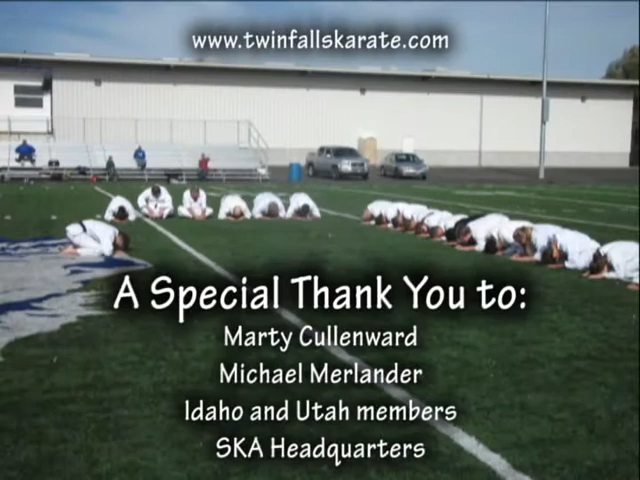 www.twinfallskarate.com
A Special Thank You to:
Marty Cullenward
Michael Merlander
Idaho and Utah members
SKA Headquarters